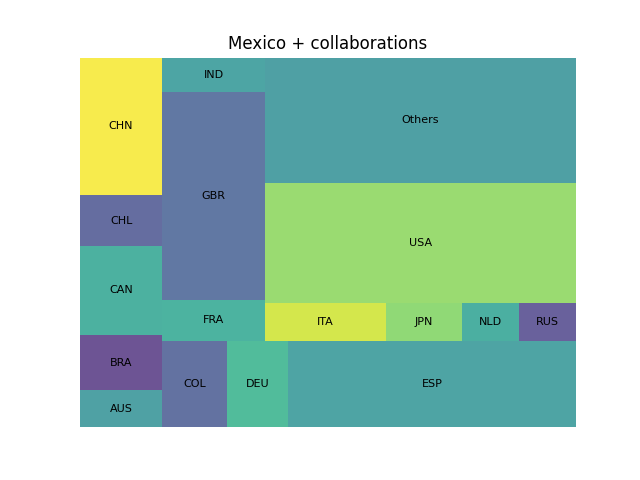 Mexico + collaborations
IND
CHN
Others
GBR
CHL
USA
CAN
FRA
ITA
JPN
NLD
RUS
BRA
COL
DEU
ESP
AUS